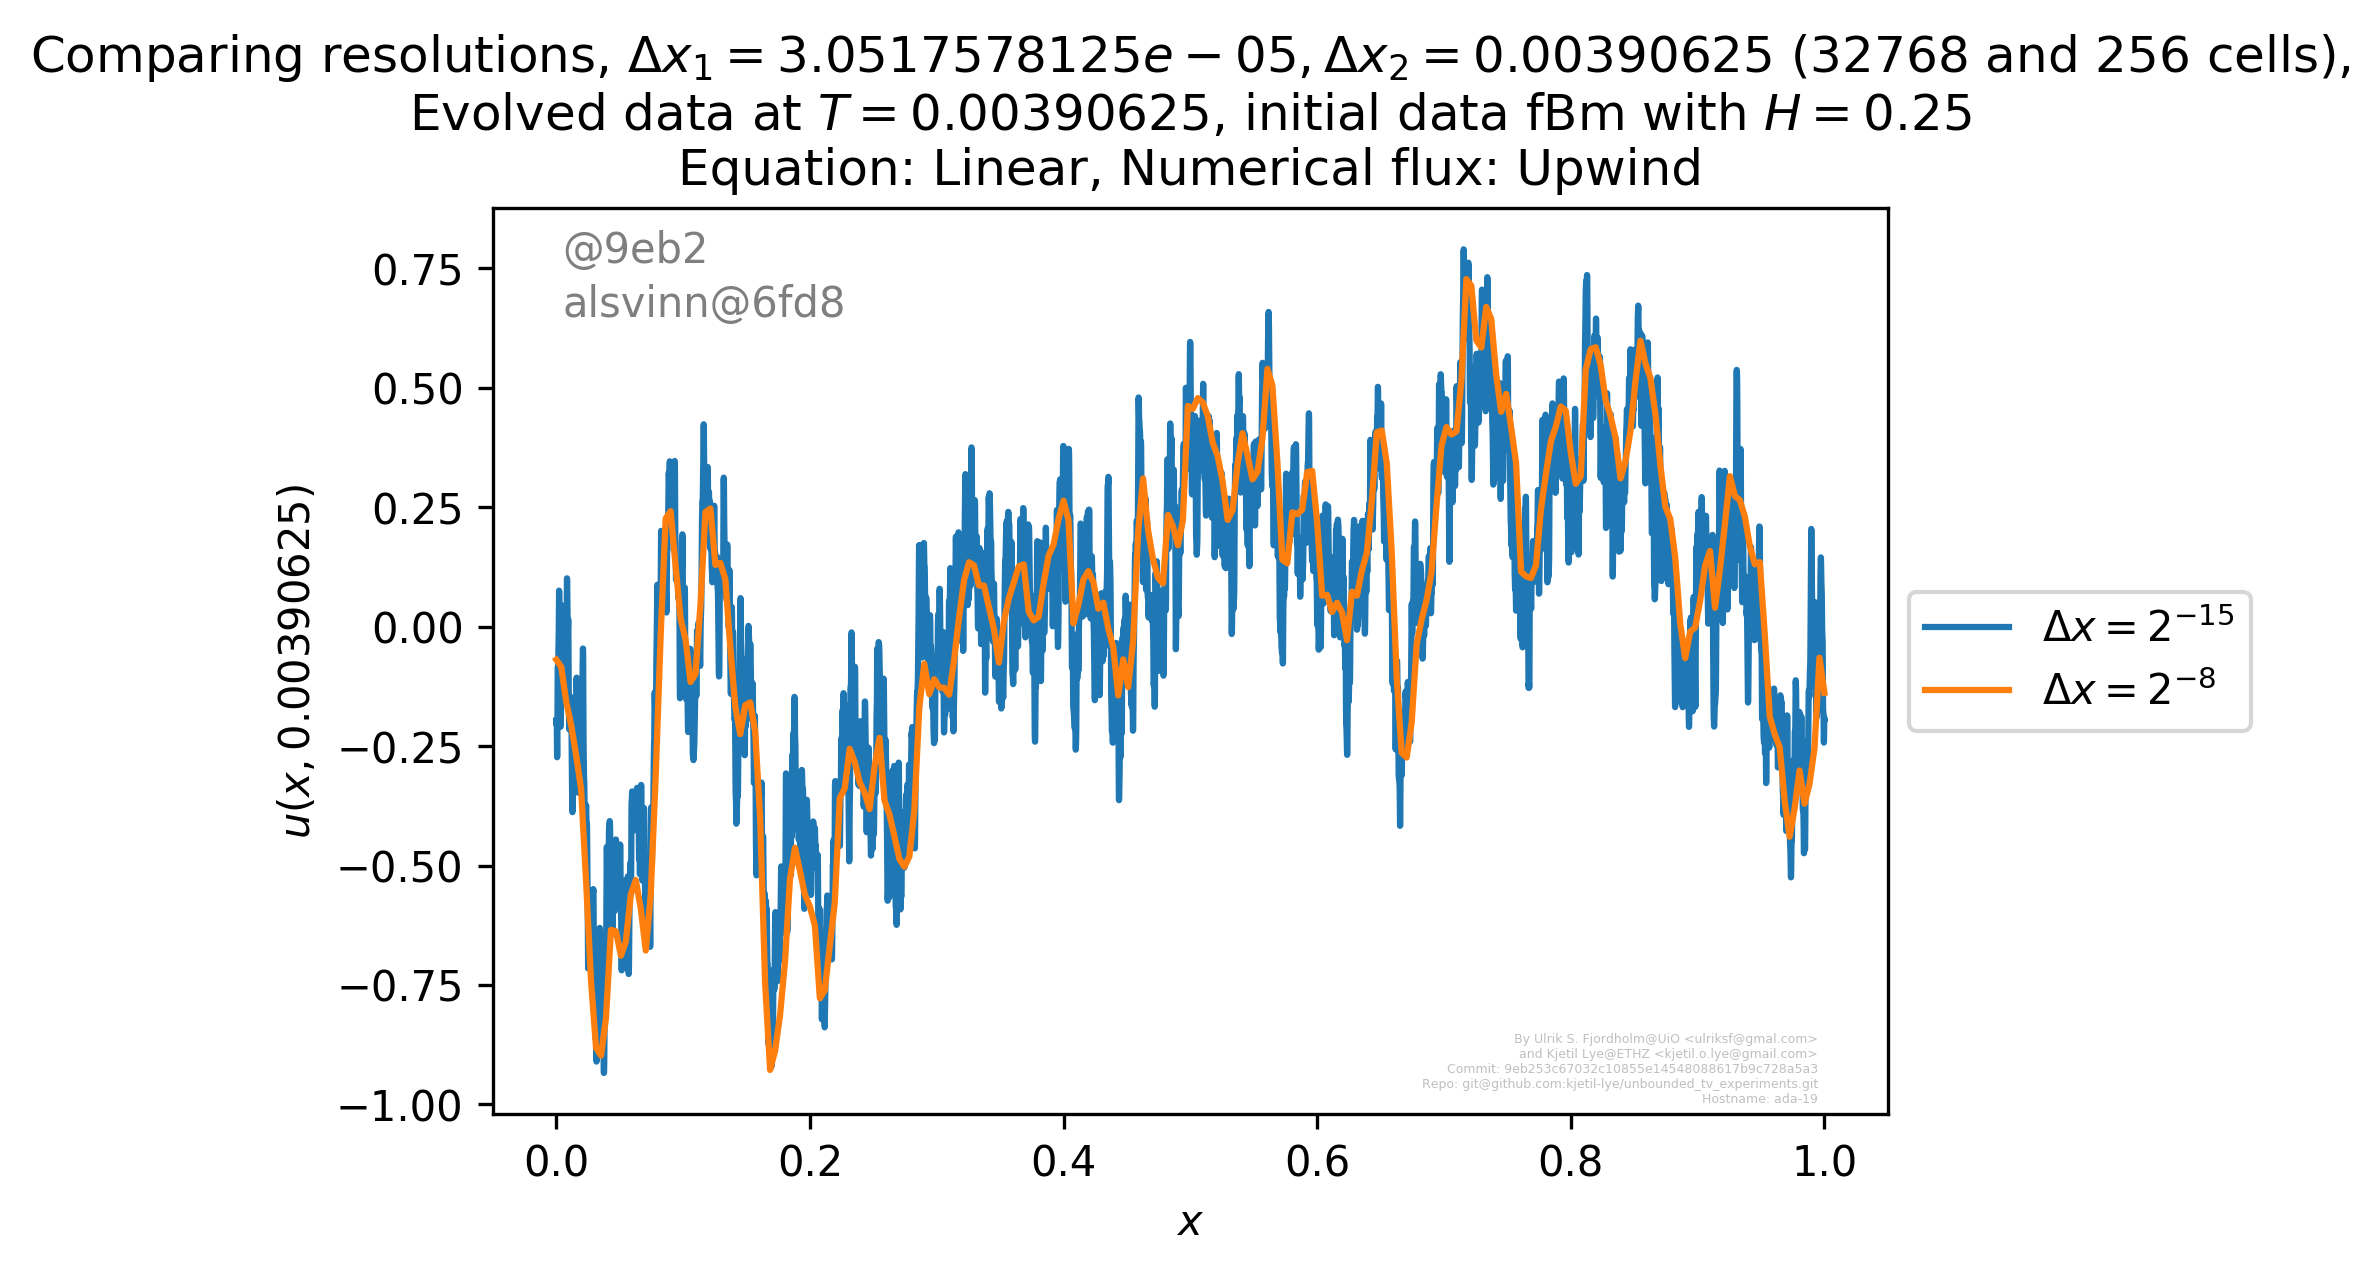 Comparing resolutions, Δx₁ = 3.0517578125e − 05, Δx₂ = 0.00390625 (32768 and 256 cells),
Evolved data at T = 0.00390625, initial data fBm with H = 0.25
Equation: Linear, Numerical flux: Upwind
@9eb2
alsvinn@6fd8
0.75
0.50
0.25
0.00
−0.25
−0.50
−0.75
−1.00
u(x, 0.00390625)
Δx = 2⁻¹⁵
Δx = 2⁻⁸
By Ulrik S. Fjordholm@UiO <ulriksf@gmal.com>
and Kjetil Lye@ETHZ <kjetil.o.lye@gmail.com>
Commit: 9eb253c67032c10855e14548088617b9c728a5a3
Repo: git@github.com:kjetil-lye/unbounded_tv_experiments.git
Hostname: ada-19
0.0 0.2 0.4 0.6 0.8 1.0
x